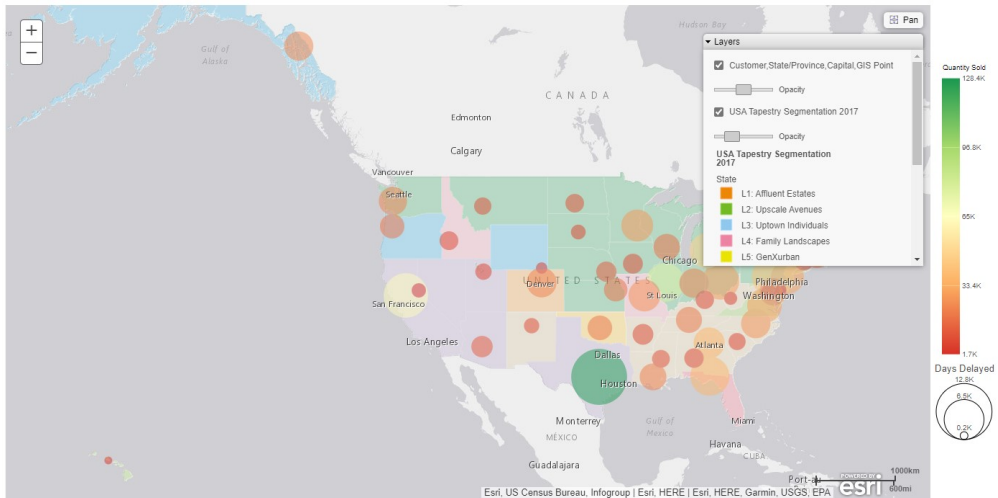 +
−
Pan
Layers
Customer,State/Province,Capital,GIS Point
Opacity
USA Tapestry Segmentation 2017
Opacity
USA Tapestry Segmentation
2017
State
L1: Affluent Estates
L2: Upscale Avenues
L3: Uptown Individuals
L4: Family Landscapes
L5: GenXurban
Quantity Sold
128.4K
96.8K
65K
33.4K
1.7K
Days Delayed
12.8K
6.5K
0.2K
Hudson Bay
Gulf of
Alaska
CANADA
Edmonton
Calgary
Vancouver
Seattle
Chicago
UNITED STATES
Denver
Philadelphia
San Francisco
St Louis
Washington
Los Angeles
Atlanta
Dallas
Houston
Monterrey
Gulf of
Mexico
Miami
MÉXICO
Havana
CUBA
Guadalajara
Port-au
1000km
600mi
POWERED BY
esri
Esri, US Census Bureau, Infogroup | Esri, HERE | Esri, HERE, Garmin, USGS, EPA